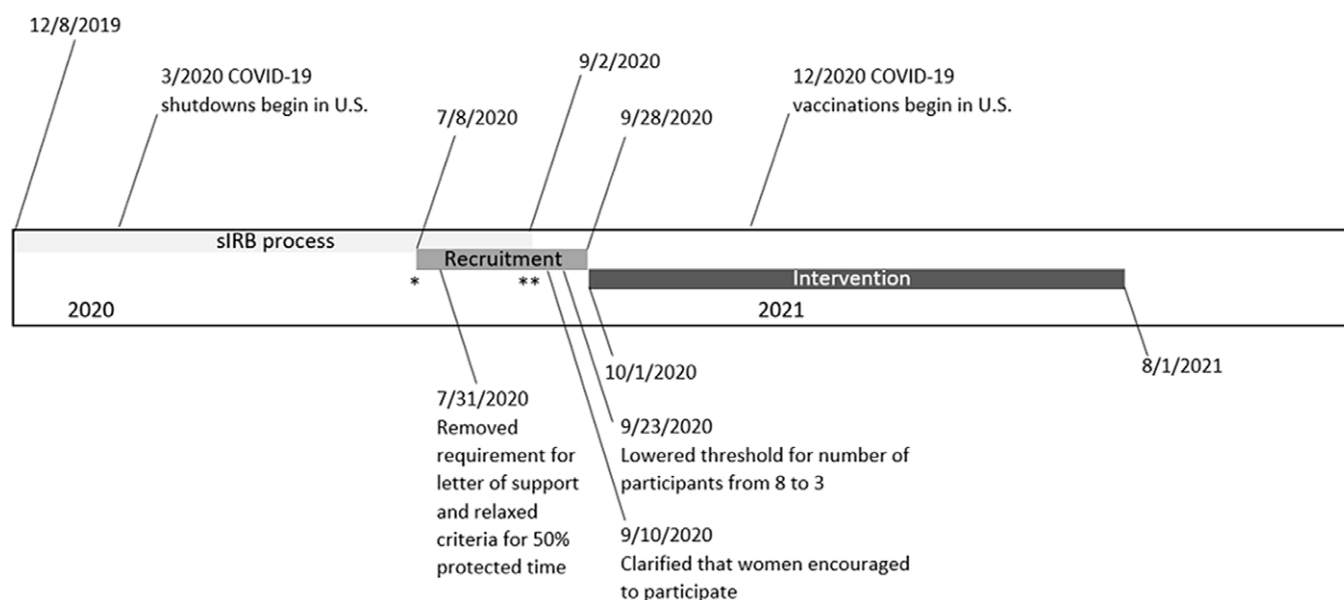 12/8/2019
3/2020 COVID-19
shutdowns begin in U.S.
7/8/2020
9/2/2020
9/28/2020
12/2020 COVID-19
vaccinations begin in U.S.
sIRB process
Recruitment
Intervention
*
**
2020
2021
10/1/2020
8/1/2021
7/31/2020
Removed
requirement for
letter of support
and relaxed
criteria for 50%
protected time
9/23/2020
Lowered threshold for number of
participants from 8 to 3
9/10/2020
Clarified that women encouraged
to participate